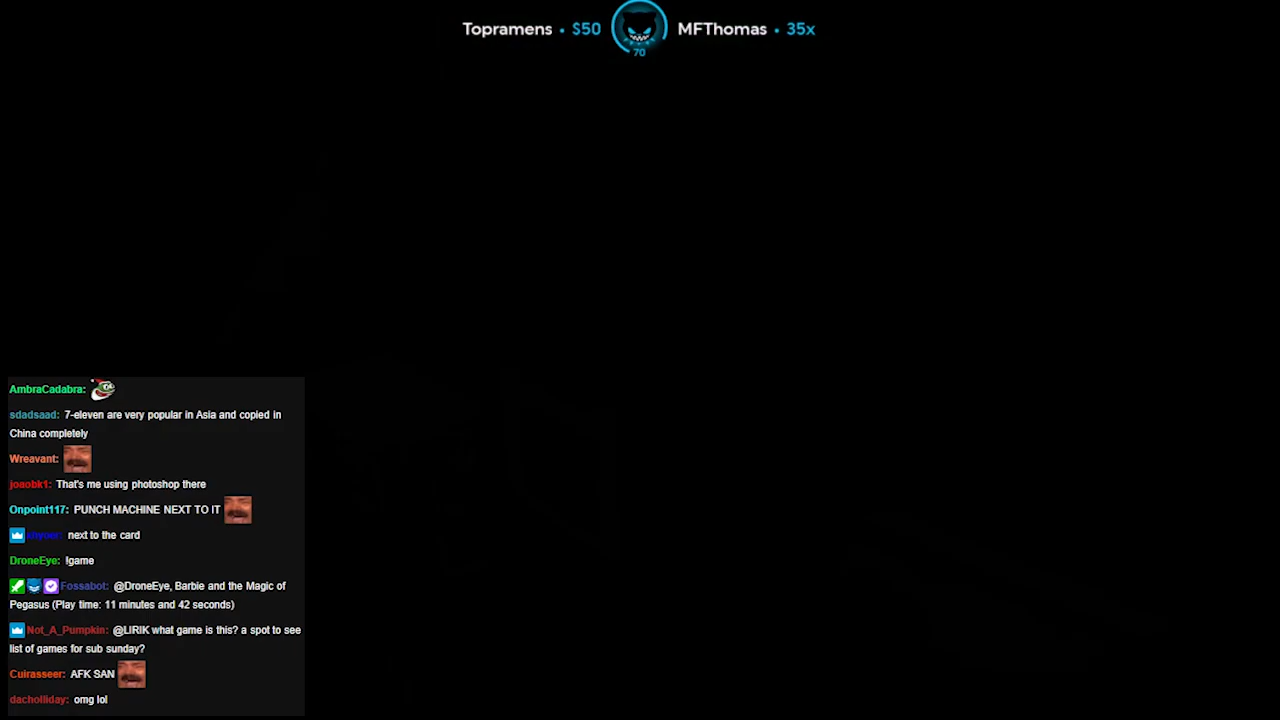 Topramens • $50
70
MFThomas • 35x
AmbraCadabra:
sdadsaad: 7-eleven are very popular in Asia and copied in
China completely
Wreavant:
joaobk1: That's me using photoshop there
Onpoint117: PUNCH MACHINE NEXT TO IT
next to the card
DroneEye: !game
Fossabot: @DroneEye, Barbie and the Magic of
Pegasus (Play time: 11 minutes and 42 seconds)
Not_A_Pumpkin: @LIRIK what game is this? a spot to see
list of games for sub sunday?
Cuirasseer: AFK SAN
dacholliday: omg lol